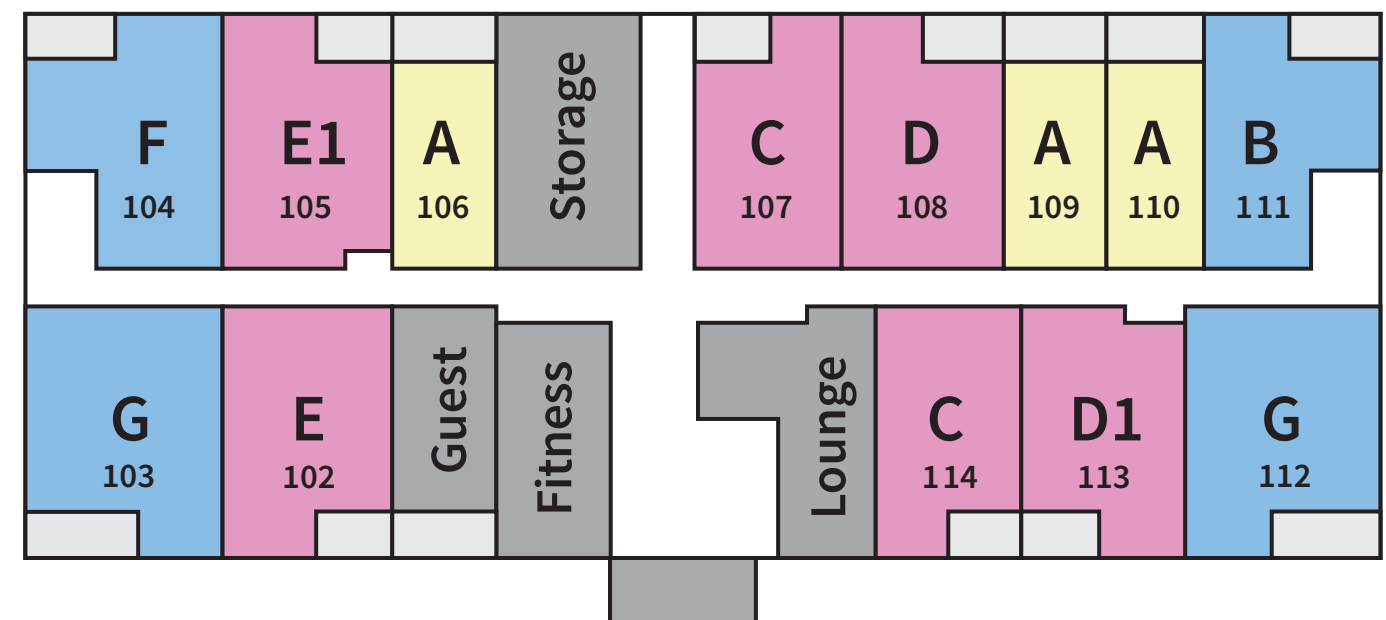 F
104
E1
105
A
106
Storage
C
107
D
108
A
109
A
110
B
111
G
103
E
102
Guest
Fitness
Lounge
C
114
D1
113
G
112